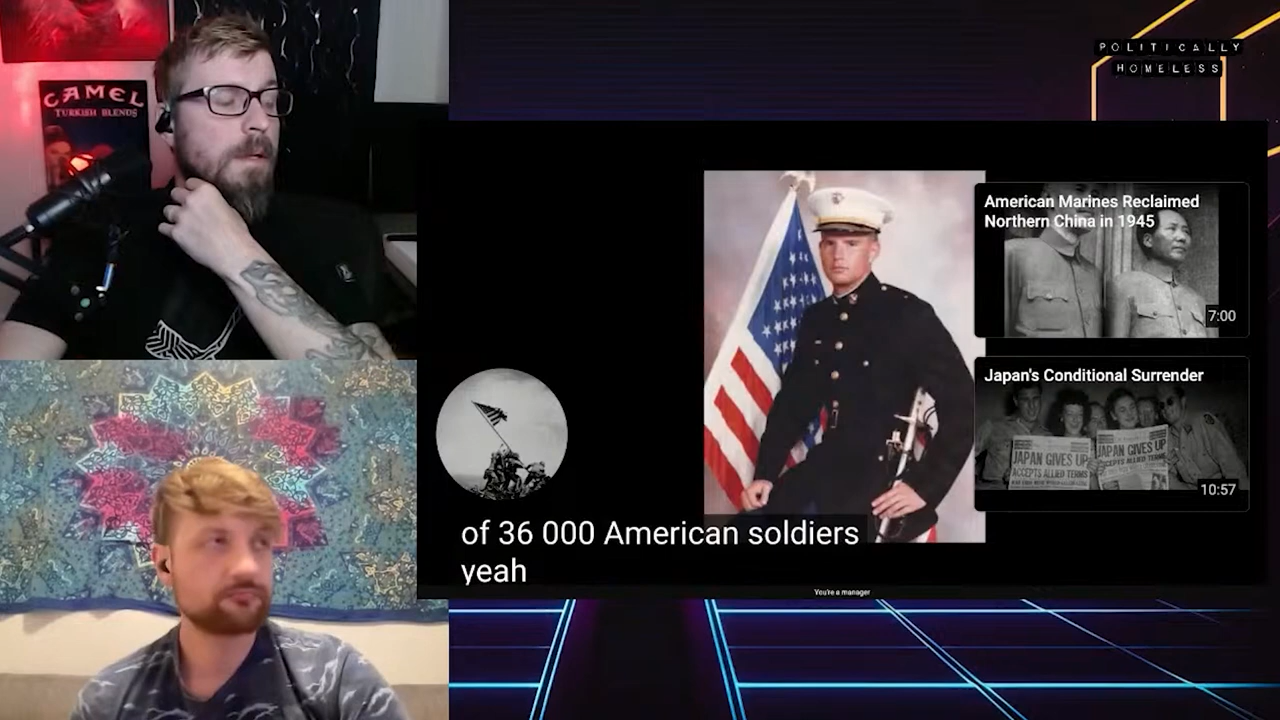 CAMEL
TURKISH BLENDS
POLITICALLY
HOMELESS
American Marines Reclaimed
Northern China in 1945
7:00
Japan's Conditional Surrender
JAPAN GIVES UP
ACCEPTS ALLIED TERMS
JAPAN GIVES UP
ACCEPTS ALLIED TERMS
10:57
of 36 000 American soldiers
yeah
You're a manager